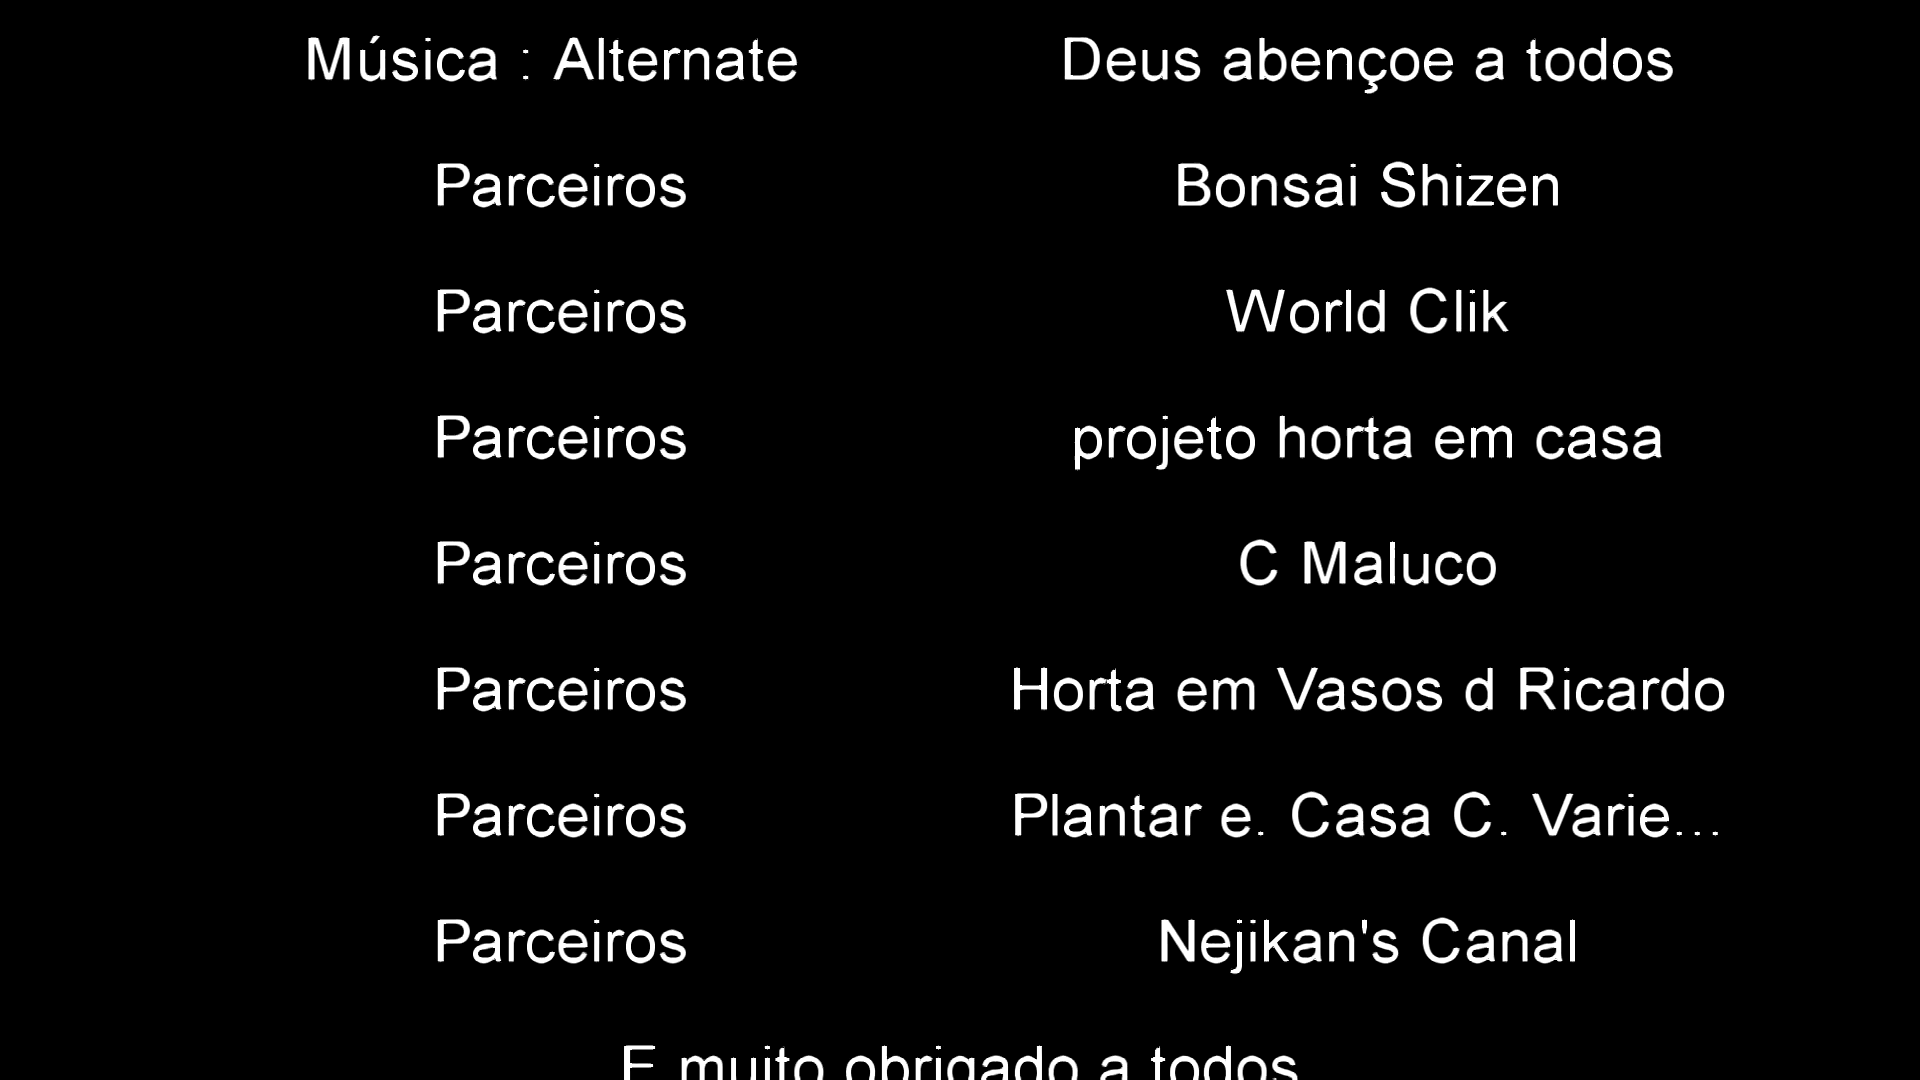 Música : Alternate Deus abençoe a todos
Parceiros Bonsai Shizen
Parceiros World Clik
Parceiros projeto horta em casa
Parceiros C Maluco
Parceiros Horta em Vasos d Ricardo
Parceiros Plantar e. Casa C. Varie...
Parceiros Nejikan's Canal
E muito obrigado a todos